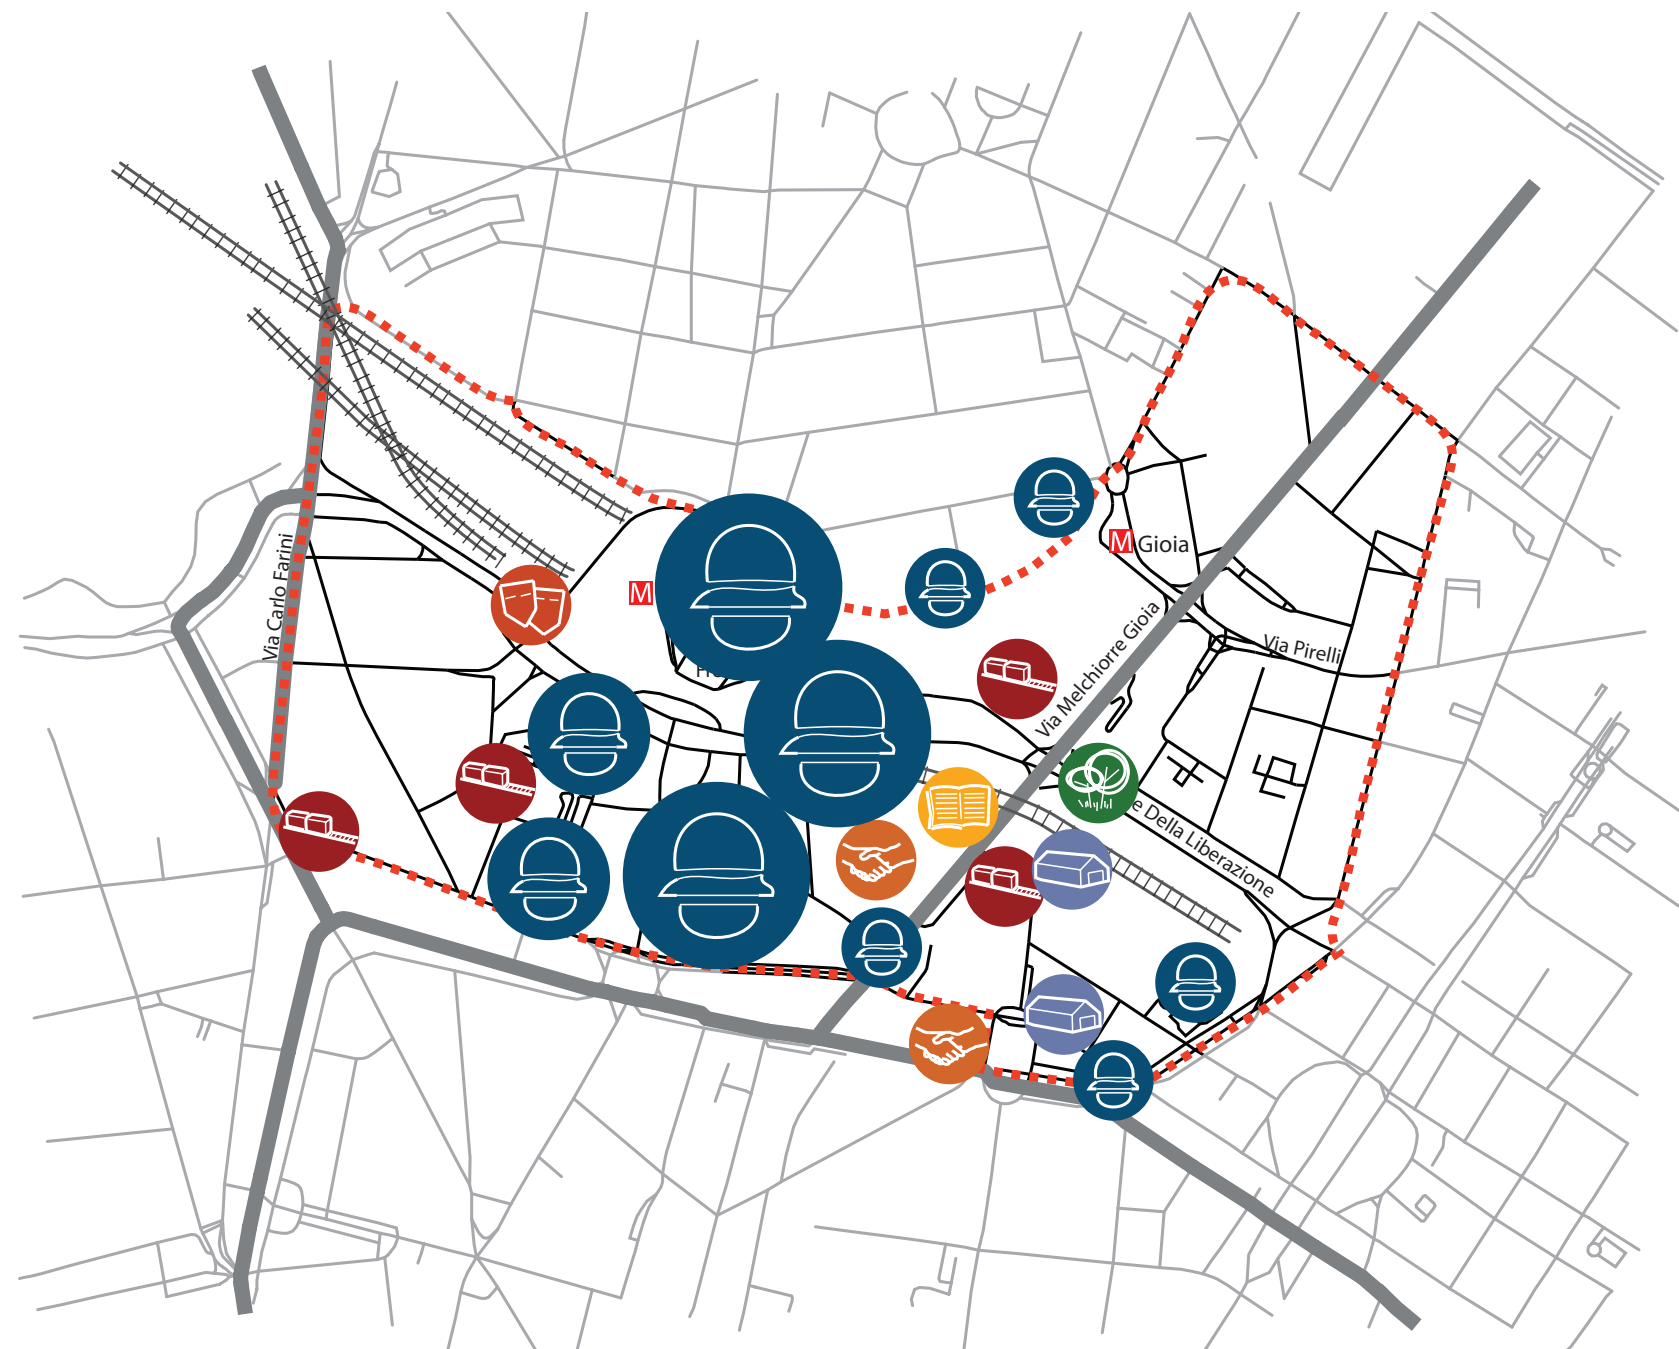 M Gioia
Via Carlo Farini
M
Via Melchiorre Gioia
Via Pirelli
e Della Liberazione